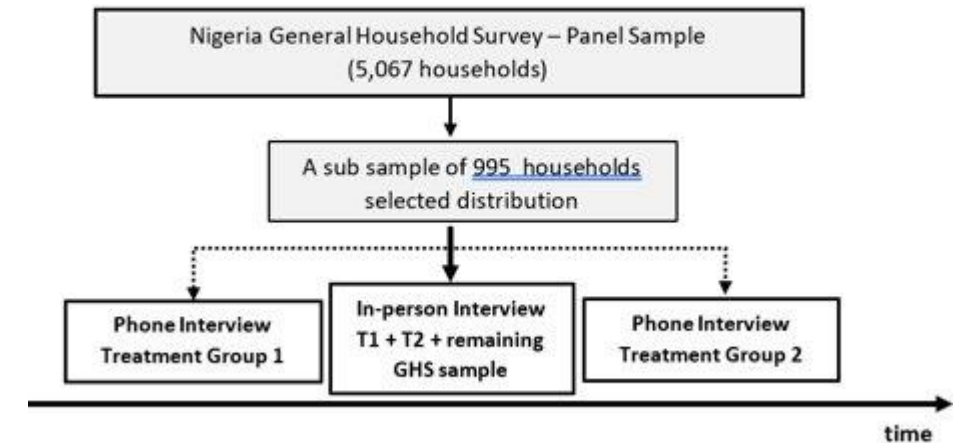 Nigeria General Household Survey – Panel Sample
(5,067 households)
A sub sample of 995 households
selected distribution
Phone Interview
Treatment Group 1
In-person Interview
T1 + T2 + remaining
GHS sample
Phone Interview
Treatment Group 2
time